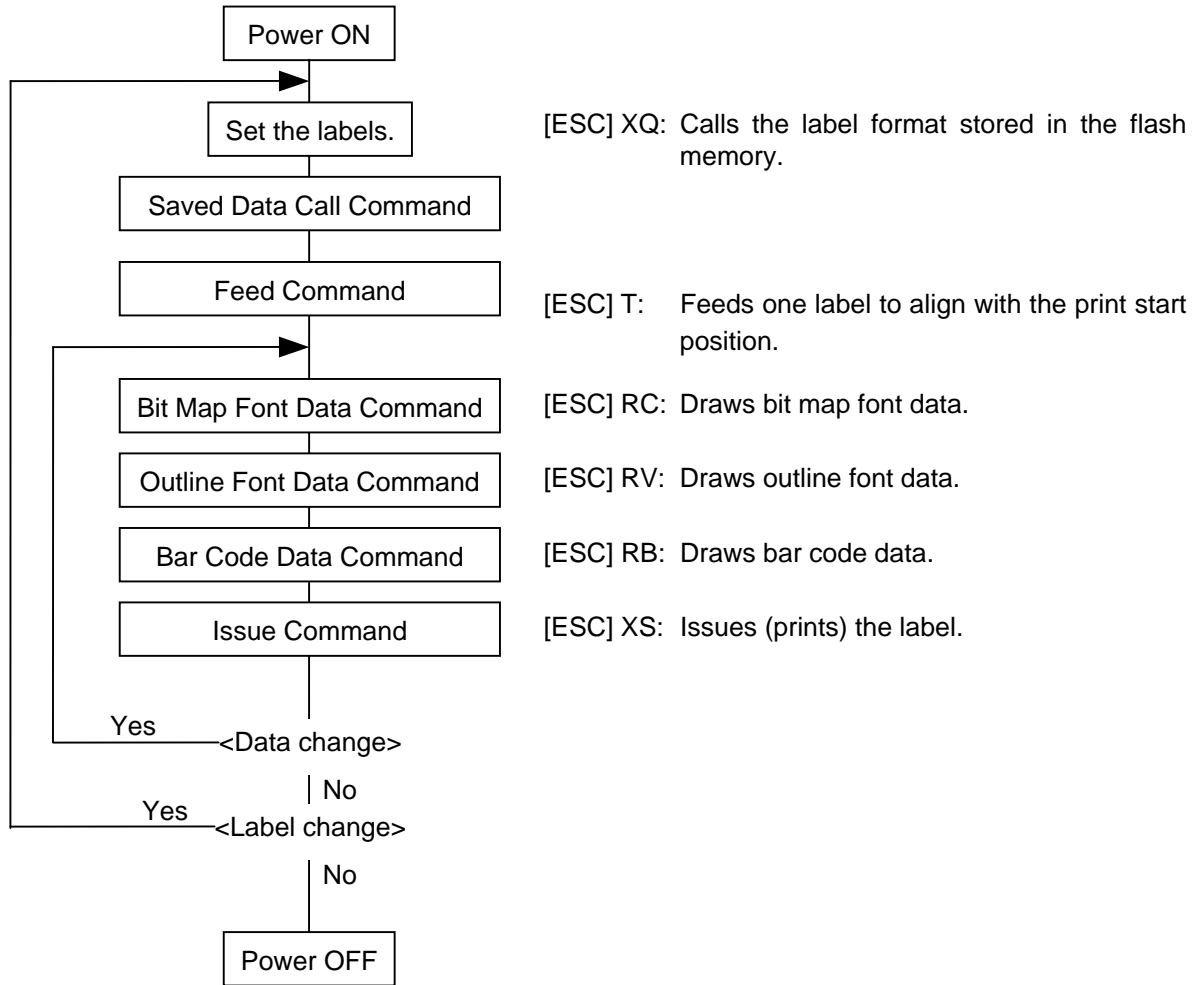 Power ON
Set the labels.
[ESC] XQ: Calls the label format stored in the flash
memory.
Saved Data Call Command
Feed Command
[ESC] T: Feeds one label to align with the print start
position.
Bit Map Font Data Command
[ESC] RC: Draws bit map font data.
Outline Font Data Command
[ESC] RV: Draws outline font data.
Bar Code Data Command
[ESC] RB: Draws bar code data.
Issue Command
[ESC] XS: Issues (prints) the label.
Yes
<Data change>
No
Yes
<Label change>
No
Power OFF